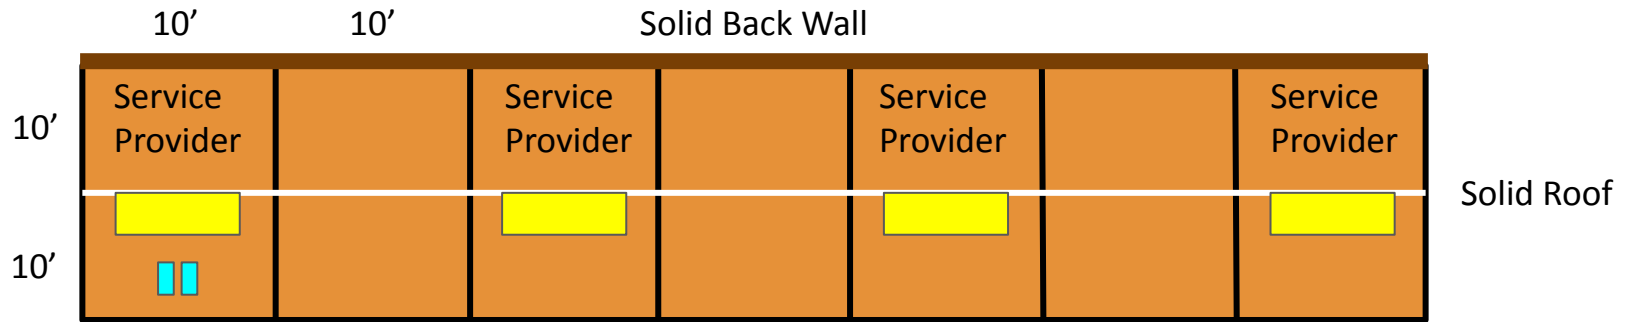 10’ 10’ Solid Back Wall
Service Service Service Service
10’ Provider Provider Provider Provider
Solid Roof
10’